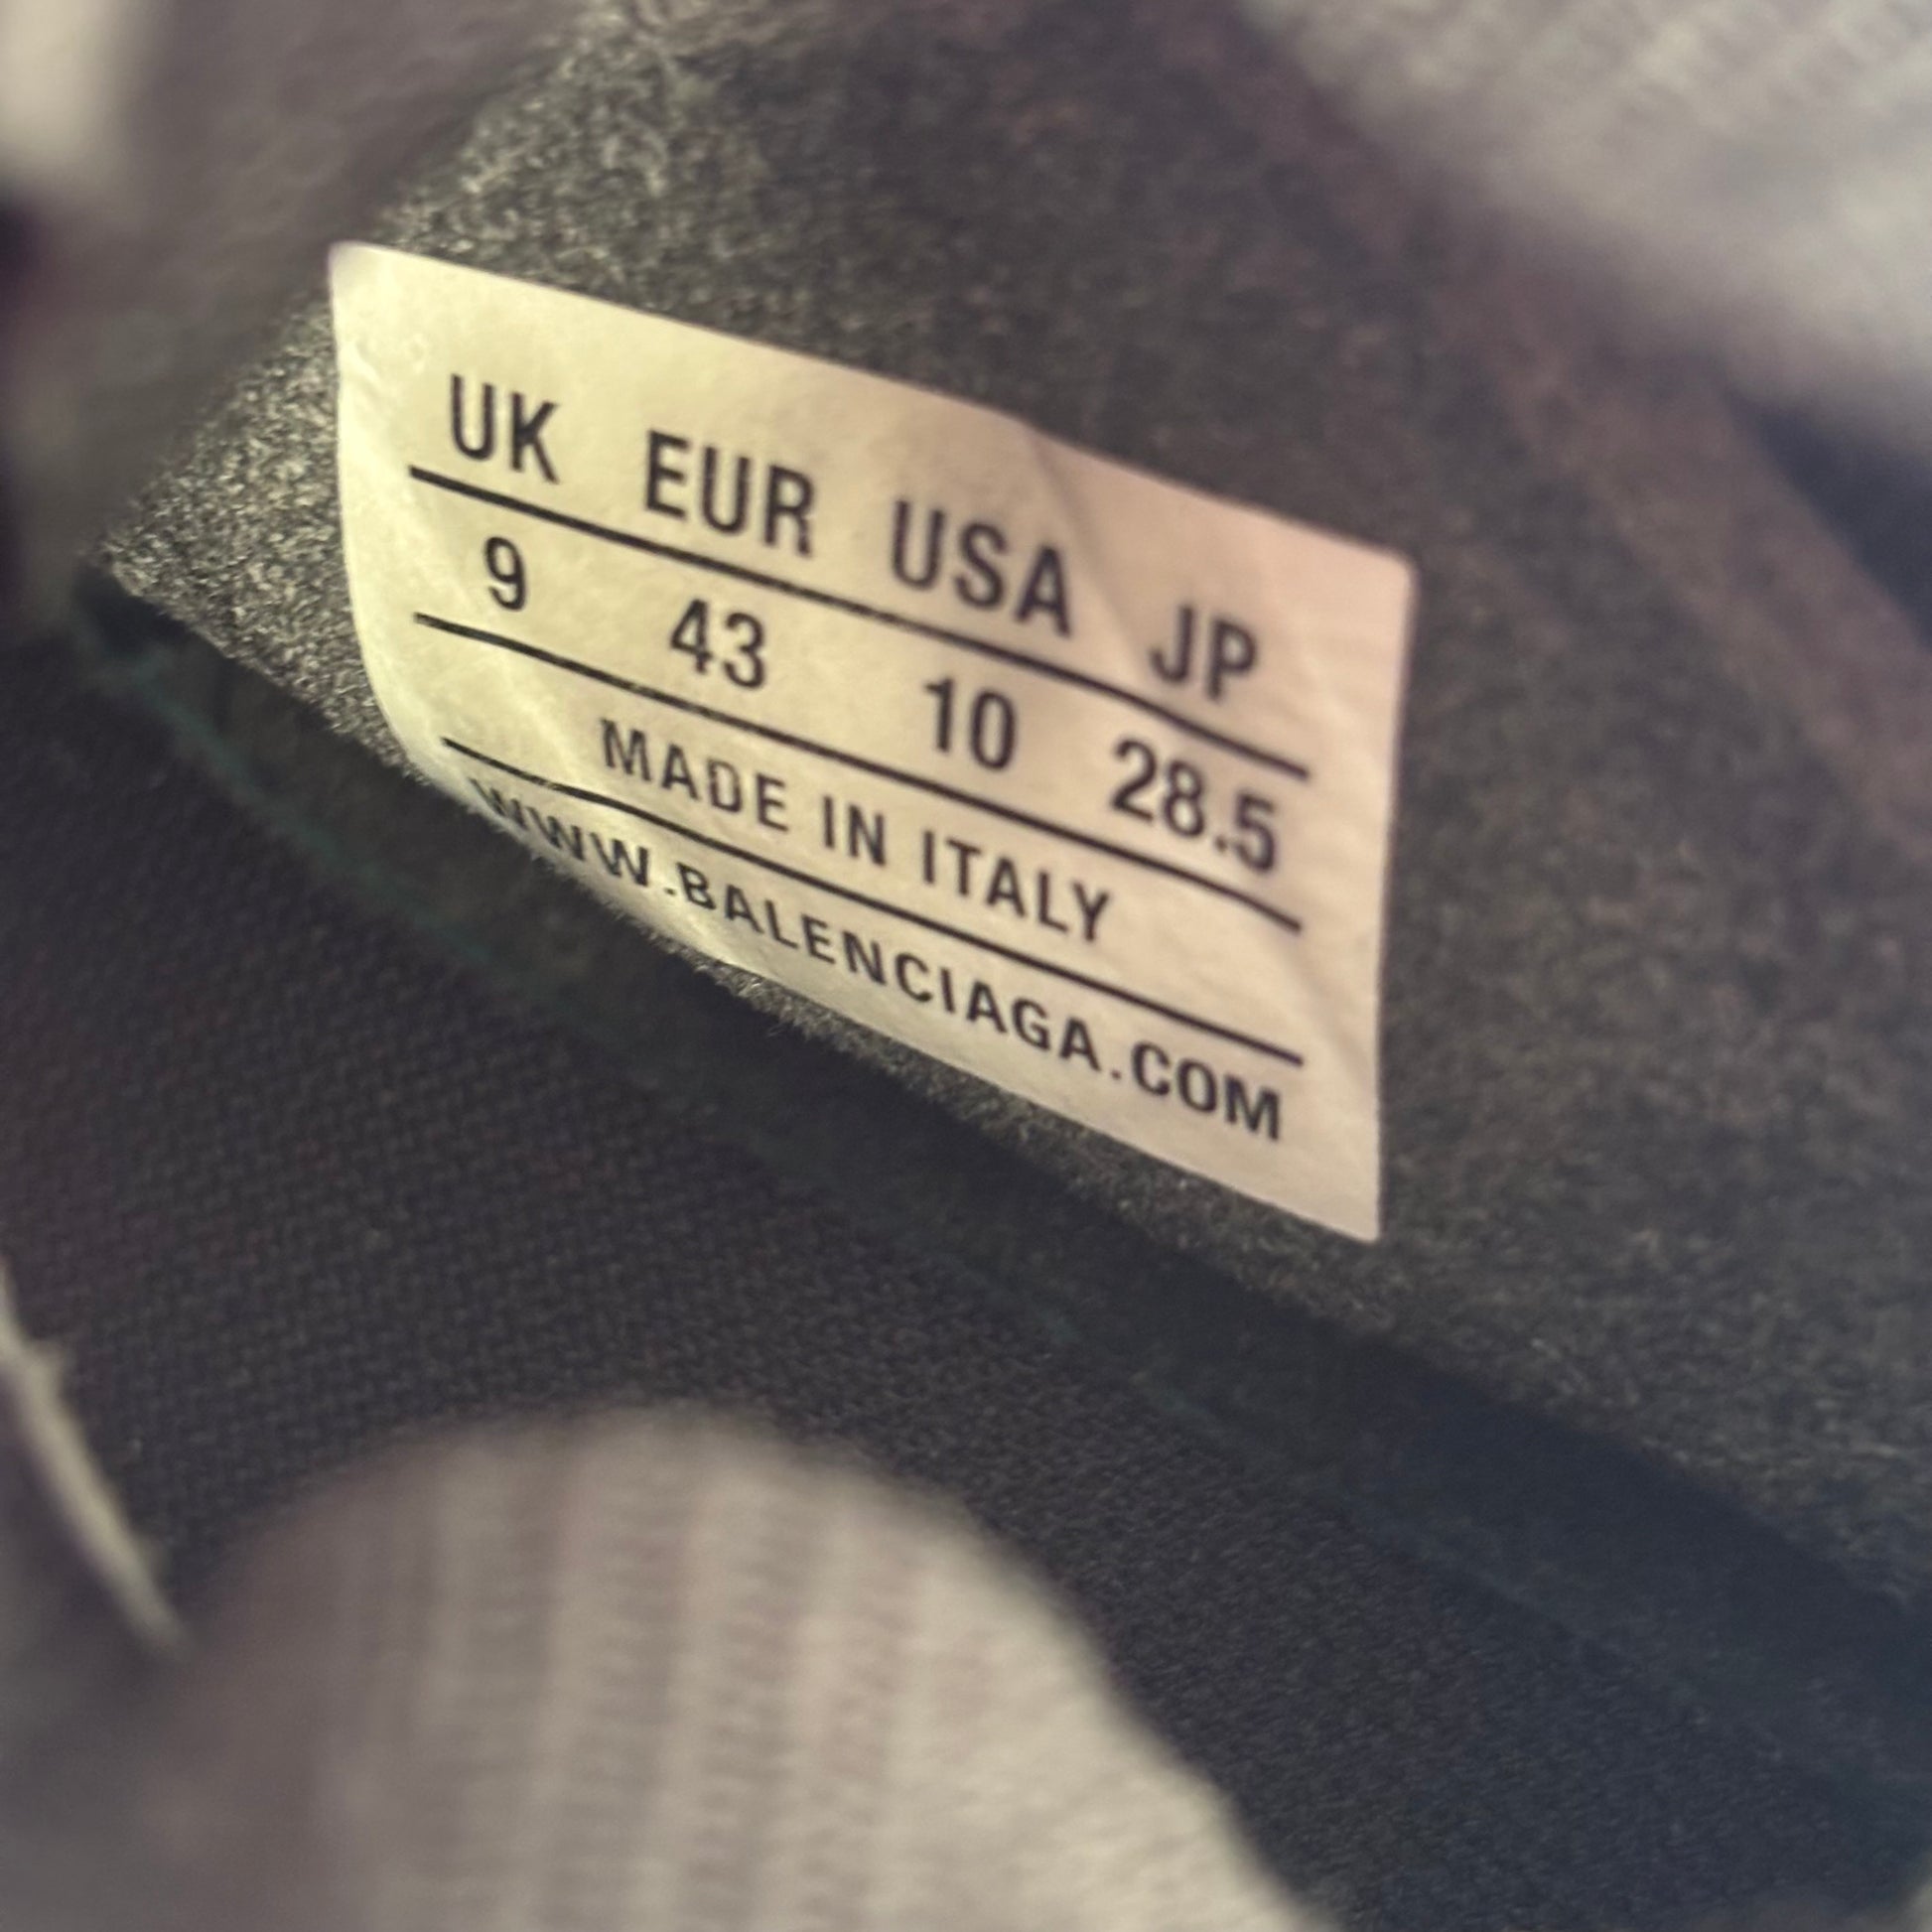 UK EUR USA JP
9 43 10 28.5
MADE IN ITALY
WWW.BALENCIAGA.COM